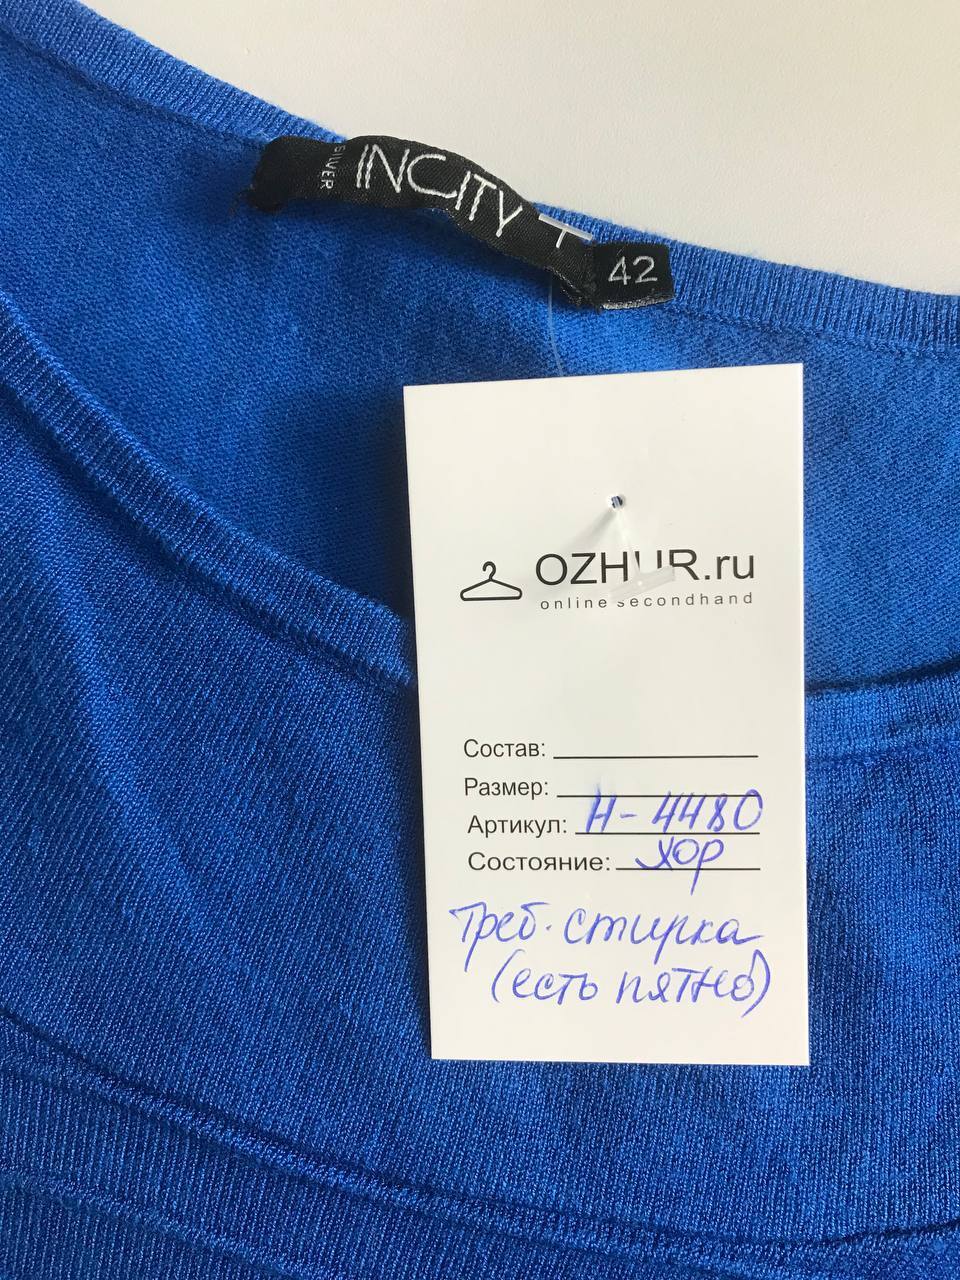 SILVER
INCITY
42
OZHUR.ru
online secondhand
Состав:
Размер:
Артикул: Н-4480
Состояние: хор
Треб. стирка
(есть пятно)